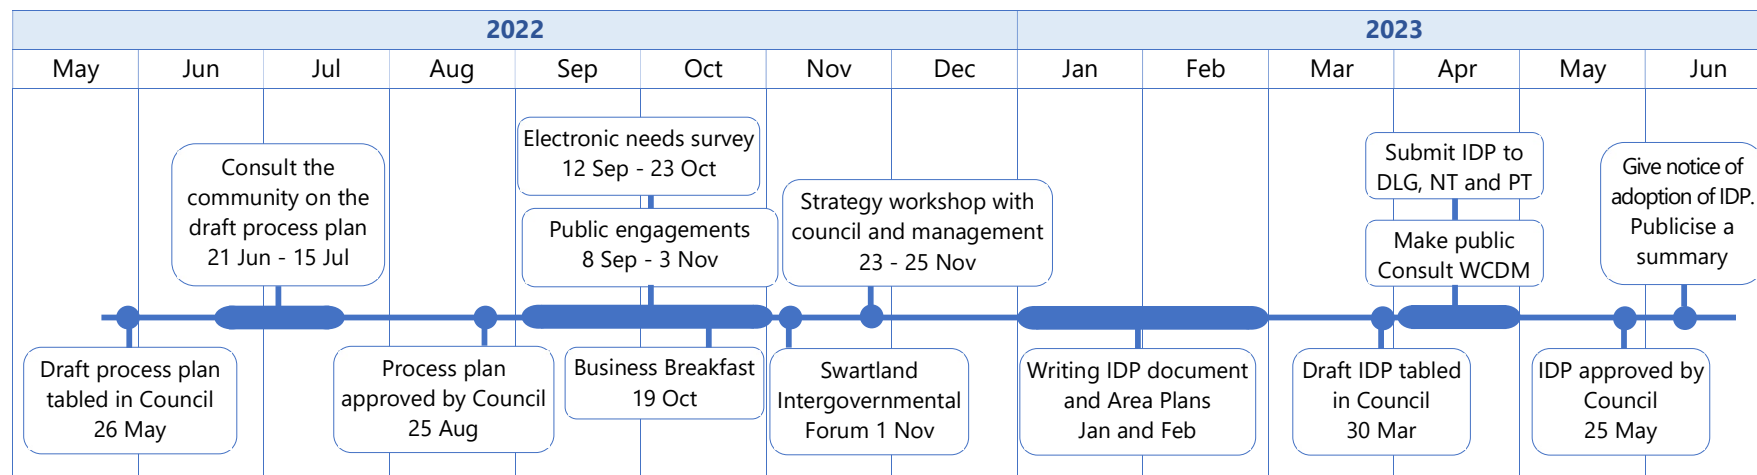 2022
2023
May
Jun
Jul
Aug
Sep
Oct
Nov
Dec
Jan
Feb
Mar
Apr
May
Jun
Consult the
community on the
draft process plan
21 Jun - 15 Jul
Electronic needs survey
12 Sep - 23 Oct
Public engagements
8 Sep - 3 Nov
Strategy workshop with
council and management
23 - 25 Nov
Submit IDP to
DLG, NT and PT
Make public
Consult WCDM
Give notice of
adoption of IDP.
Publicise a
summary
Draft process plan
tabled in Council
26 May
Process plan
approved by Council
25 Aug
Business Breakfast
19 Oct
Swartland
Intergovernmental
Forum 1 Nov
Writing IDP document
and Area Plans
Jan and Feb
Draft IDP tabled
in Council
30 Mar
IDP approved by
Council
25 May